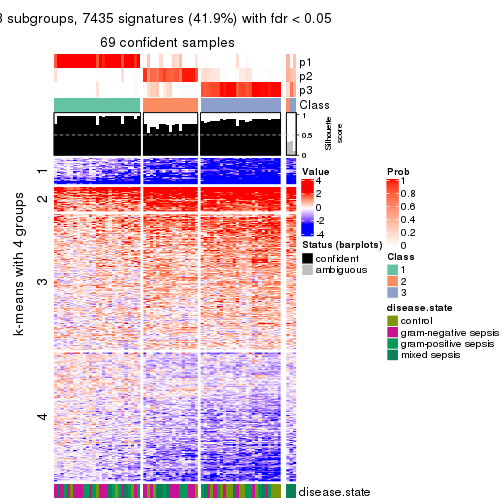 3 subgroups, 7435 signatures (41.9%) with fdr < 0.05
69 confident samples
p1
p2
p3
Class
1
0.5
0
Silhouette
score
k-means with 4 groups
1
2
3
4
disease.state
Value
4
2
0
-2
-4
Status (barplots)
confident
ambiguous
Prob
1
0.8
0.6
0.4
0.2
0
Class
1
2
3
disease.state
control
gram-negative sepsis
gram-positive sepsis
mixed sepsis